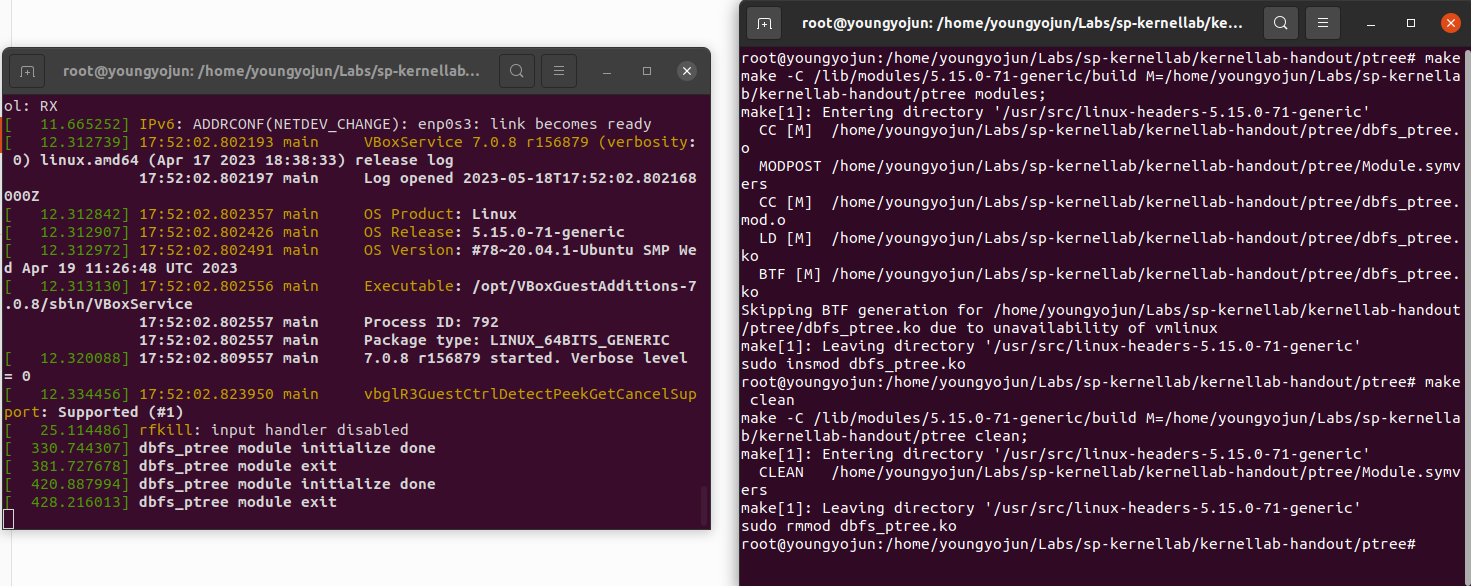 root@youngyojun: /home/youngyojun/Labs/sp-kernellab...
ol: RX
[   11.665252] IPv6: ADDRCONF(NETDEV_CHANGE): enp0s3: link becomes ready
[   12.312739] 17:52:02.802193 main     VBoxService 7.0.8 r156879 (verbosity:
 0) linux.amd64 (Apr 17 2023 18:38:33) release log
               17:52:02.802197 main     Log opened 2023-05-18T17:52:02.802168
000Z
[   12.312842] 17:52:02.802357 main     OS Product: Linux
[   12.312907] 17:52:02.802426 main     OS Release: 5.15.0-71-generic
[   12.312972] 17:52:02.802491 main     OS Version: #78~20.04.1-Ubuntu SMP We
d Apr 19 11:26:48 UTC 2023
[   12.313130] 17:52:02.802556 main     Executable: /opt/VBoxGuestAdditions-7
.0.8/sbin/VBoxService
               17:52:02.802557 main     Process ID: 792
               17:52:02.802557 main     Package type: LINUX_64BITS_GENERIC
[   12.320088] 17:52:02.809557 main     7.0.8 r156879 started. Verbose level
= 0
[   12.334456] 17:52:02.823950 main     vbglR3GuestCtrlDetectPeekGetCancelSup
port: Supported (#1)
[   25.114486] rfkill: input handler disabled
[  330.744307] dbfs_ptree module initialize done
[  381.727678] dbfs_ptree module exit
[  420.887994] dbfs_ptree module initialize done
[  428.216013] dbfs_ptree module exit
root@youngyojun: /home/youngyojun/Labs/sp-kernellab/ke...
root@youngyojun:/home/youngyojun/Labs/sp-kernellab/kernellab-handout/ptree# make
make -C /lib/modules/5.15.0-71-generic/build M=/home/youngyojun/Labs/sp-kernella
b/kernellab-handout/ptree modules;
make[1]: Entering directory '/usr/src/linux-headers-5.15.0-71-generic'
  CC [M]  /home/youngyojun/Labs/sp-kernellab/kernellab-handout/ptree/dbfs_ptree.
o
  MODPOST /home/youngyojun/Labs/sp-kernellab/kernellab-handout/ptree/Module.symv
ers
  CC [M]  /home/youngyojun/Labs/sp-kernellab/kernellab-handout/ptree/dbfs_ptree.
mod.o
  LD [M]  /home/youngyojun/Labs/sp-kernellab/kernellab-handout/ptree/dbfs_ptree.
ko
  BTF [M] /home/youngyojun/Labs/sp-kernellab/kernellab-handout/ptree/dbfs_ptree.
ko
Skipping BTF generation for /home/youngyojun/Labs/sp-kernellab/kernellab-handout
/ptree/dbfs_ptree.ko due to unavailability of vmlinux
make[1]: Leaving directory '/usr/src/linux-headers-5.15.0-71-generic'
sudo insmod dbfs_ptree.ko
root@youngyojun:/home/youngyojun/Labs/sp-kernellab/kernellab-handout/ptree# make
 clean
make -C /lib/modules/5.15.0-71-generic/build M=/home/youngyojun/Labs/sp-kernella
b/kernellab-handout/ptree clean;
make[1]: Entering directory '/usr/src/linux-headers-5.15.0-71-generic'
  CLEAN   /home/youngyojun/Labs/sp-kernellab/kernellab-handout/ptree/Module.symv
ers
make[1]: Leaving directory '/usr/src/linux-headers-5.15.0-71-generic'
sudo rmmod dbfs_ptree.ko
root@youngyojun:/home/youngyojun/Labs/sp-kernellab/kernellab-handout/ptree#